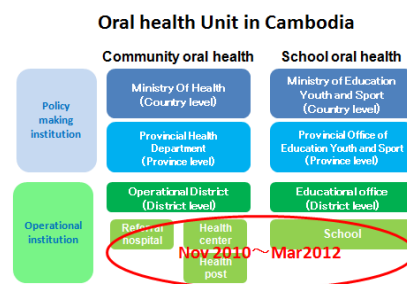 Oral health Unit in Cambodia
Community oral health
School oral health
Policy
making
institution
Ministry Of Health
(Country level)
Ministry of Education
Youth and Sport
(Country level)
Provincial Health
Department
(Province level)
Provincial Office of
Education Youth and Sport
(Province level)
Operational
institution
Operational District
(District level)
Educational office
(District level)
Referral
hospital
Health
center
School
Nov 2010～Mar2012
Health
post